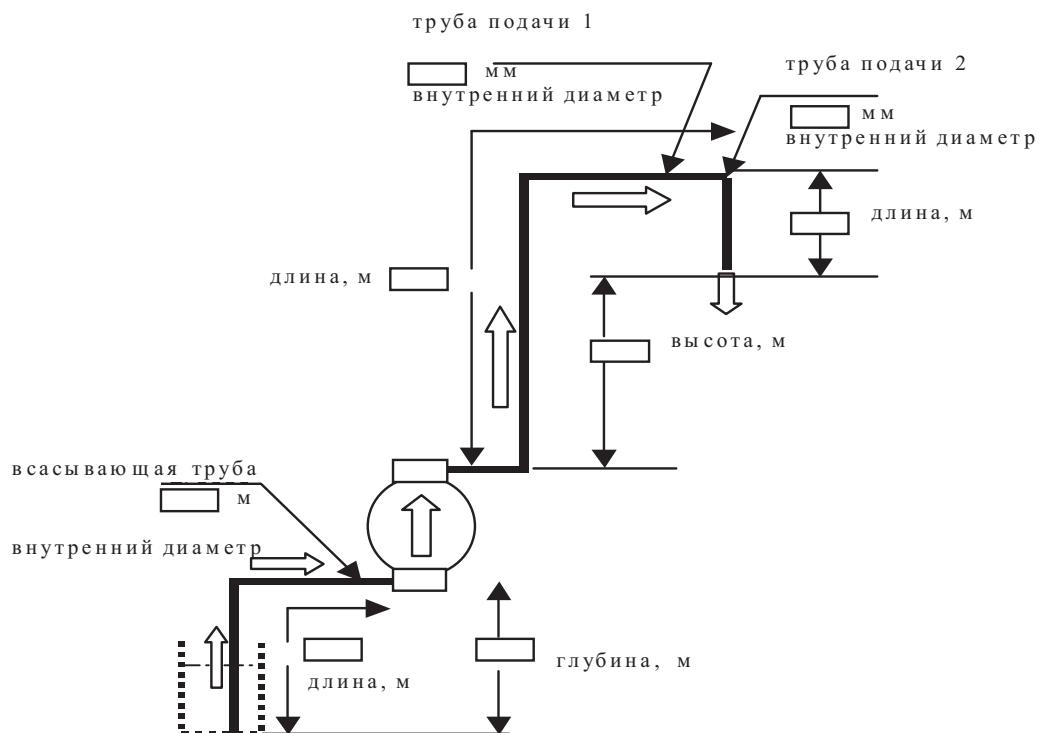 труба подачи 1
мм
внутренний диаметр
труба подачи 2
мм
внутренний диаметр
длина, м
длина, м
высота, м
всасывающая труба
м
внутренний диаметр
длина, м
глубина, м